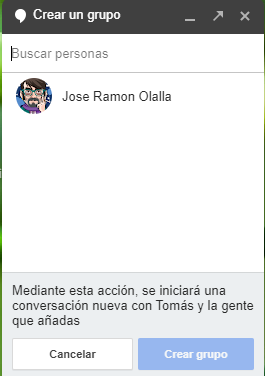 Crear un grupo
Buscar personas
Jose Ramon Olalla
Mediante esta acción, se iniciará una
conversación nueva con Tomás y la gente
que añadas
Cancelar
Crear grupo